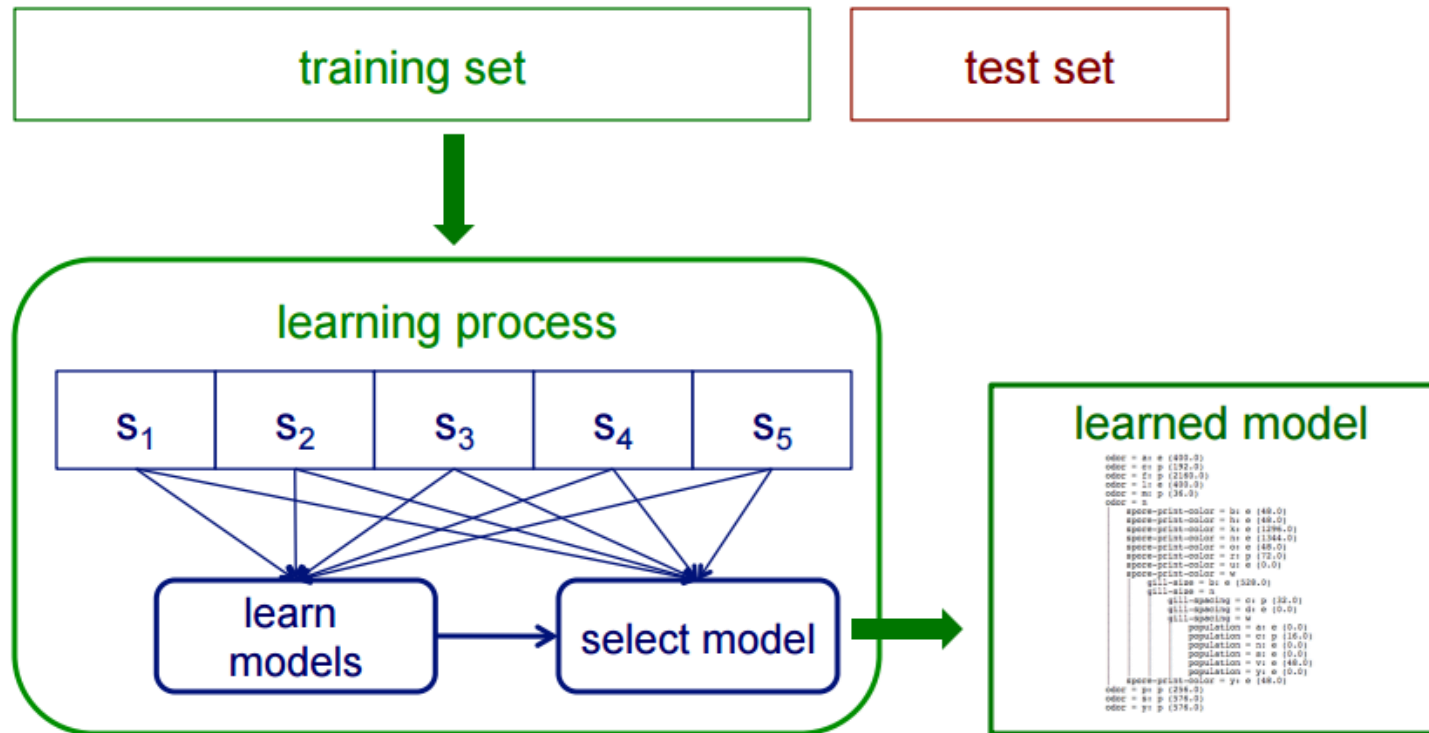 training set
test set
learning process
s1
s2
s3
s4
s5
learn
models
select model
learned model
odor = a: e (400.0)
odor = c: p (192.0)
odor = f: p (2160.0)
odor = l: e (400.0)
odor = m: p (36.0)
odor = n
spore-print-color = b: e (48.0)
spore-print-color = h: e (48.0)
spore-print-color = k: e (1296.0)
spore-print-color = n: e (1344.0)
spore-print-color = o: e (48.0)
spore-print-color = r: p (72.0)
spore-print-color = u: e (0.0)
spore-print-color = w
gill-size = b: e (528.0)
gill-size = n
gill-spacing = c: p (32.0)
gill-spacing = d: e (0.0)
gill-spacing = w
population = a: e (0.0)
population = c: p (16.0)
population = n: e (0.0)
population = s: e (0.0)
population = v: e (48.0)
population = y: e (0.0)
spore-print-color = y: e (48.0)
odor = p: p (256.0)
odor = s: p (576.0)
odor = y: p (576.0)